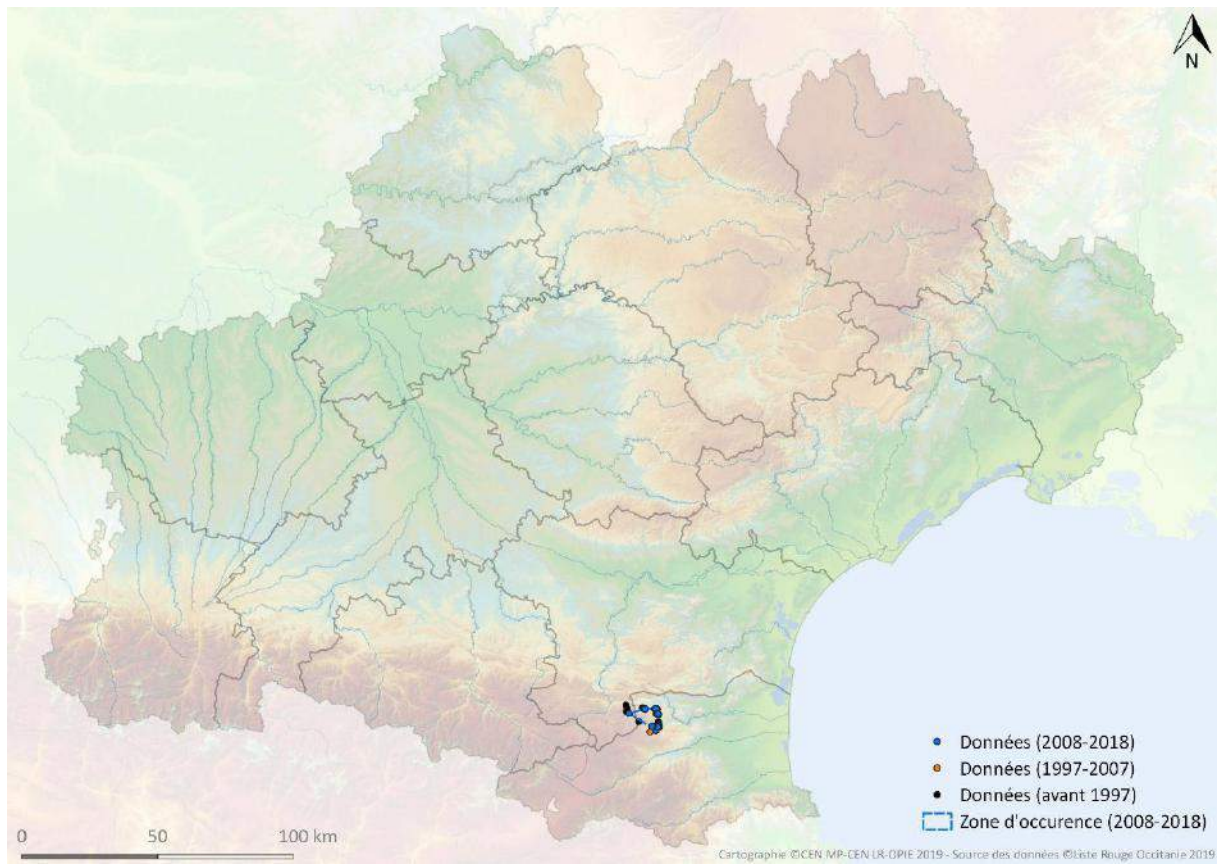 N
Données (2008-2018)
Données (1997-2007)
Données (avant 1997)
Zone d'occurence (2008-2018)
0 50 100 km
Cartographie ©CEN MP-CEN LR-OPIE 2019 - Source des données ©Liste Rouge Occitanie 2019